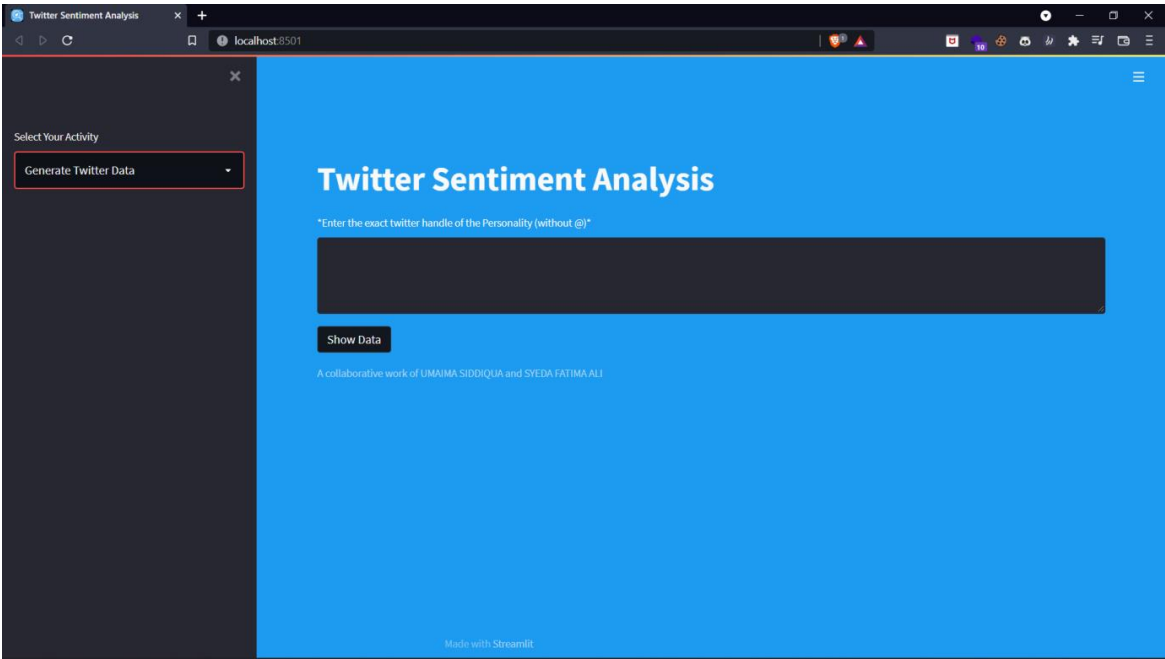 Twitter Sentiment Analysis
localhost:8501
10
Select Your Activity
Generate Twitter Data
Twitter Sentiment Analysis
*Enter the exact twitter handle of the Personality (without @)*
Show Data
A collaborative work of UMAIMA SIDDIQUA and SYEDA FATIMA ALI
Made with Streamlit